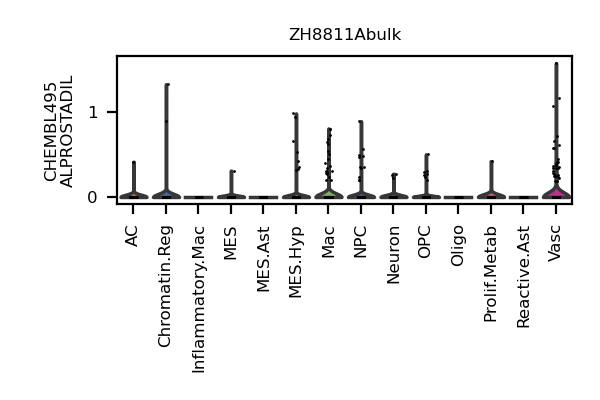 ZH8811Abulk
CHEMBL495
ALPROSTADIL
1
0
AC
Chromatin.Reg
Inflammatory.Mac
MES
MES.Ast
MES.Hyp
Mac
NPC
Neuron
OPC
Oligo
Prolif.Metab
Reactive.Ast
Vasc